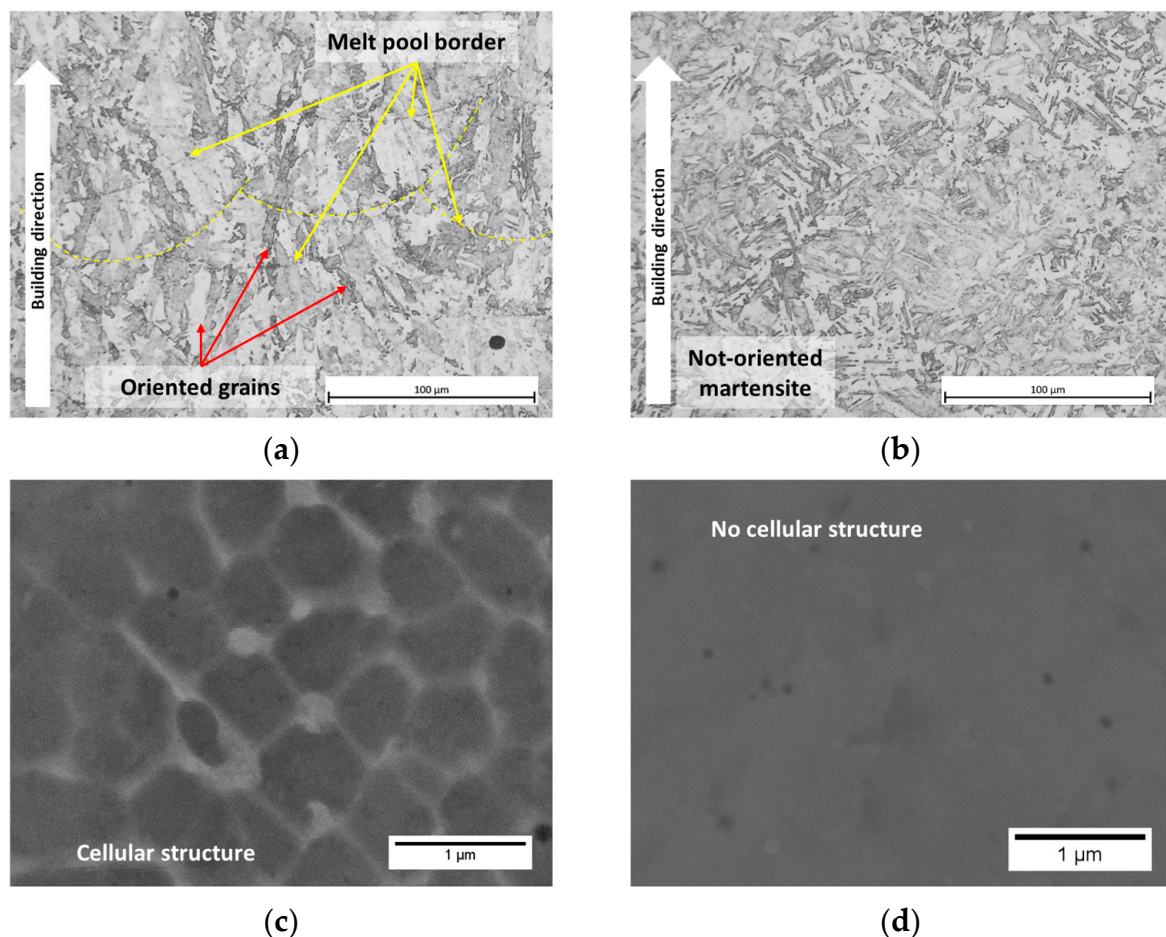 Melt pool border
Building direction
Oriented grains
100 µm
(a)
Building direction
Not-oriented
martensite
100 µm
(b)
Cellular structure
1 µm
(c)
No cellular structure
1 µm
(d)